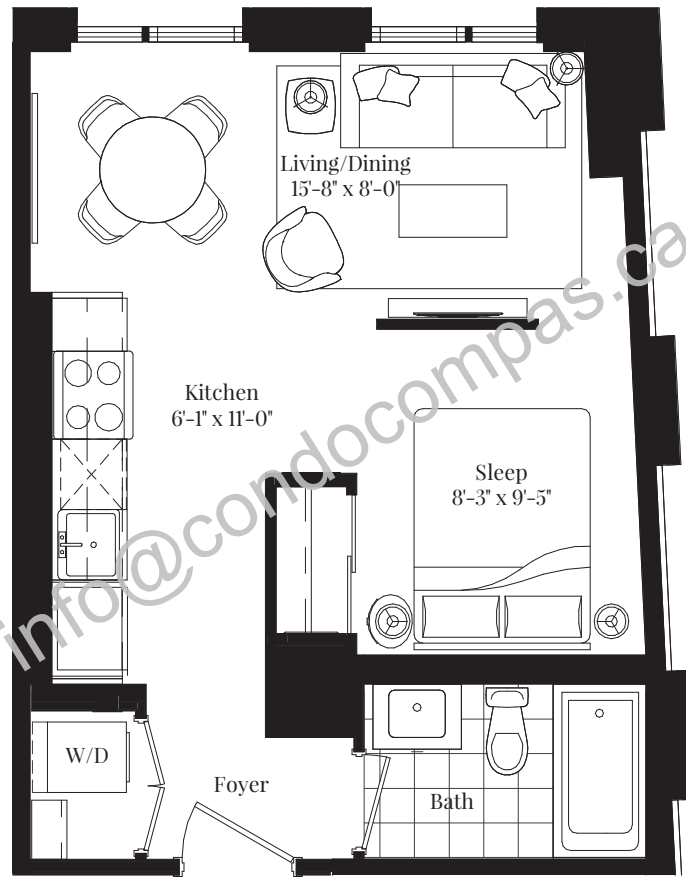 Living/Dining
15'-8" x 8'-0"
Kitchen
6'-1" x 11'-0"
Sleep
8'-3" x 9'-5"
info@condocompas.ca
W/D
Foyer
Bath